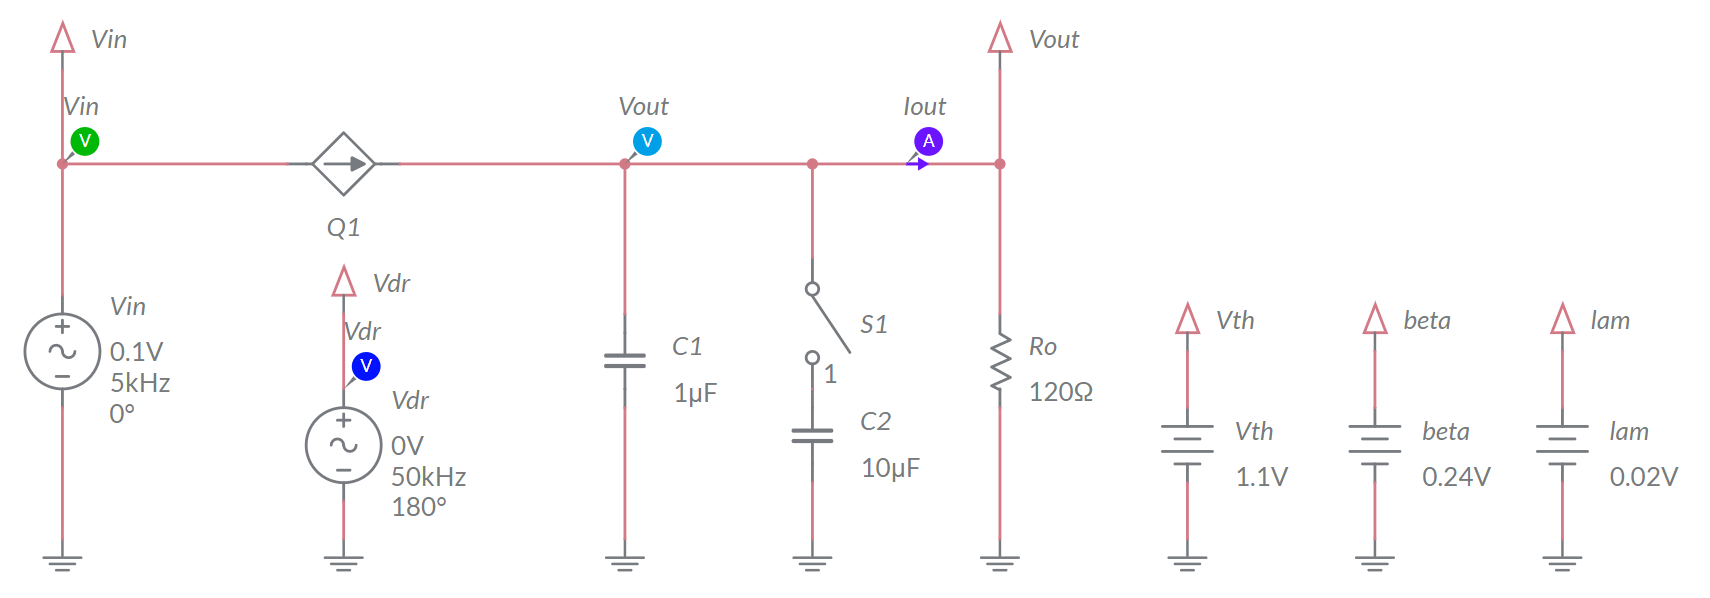 Vin
Vout
Vin
V
Vout
V
Iout
A
Q1
Vin
0.1V
5kHz
0°
Vdr
Vdr
V
Vdr
0V
50kHz
180°
C1
1µF
S1
1
C2
10µF
Ro
120Ω
Vth
Vth
1.1V
beta
beta
0.24V
lam
lam
0.02V